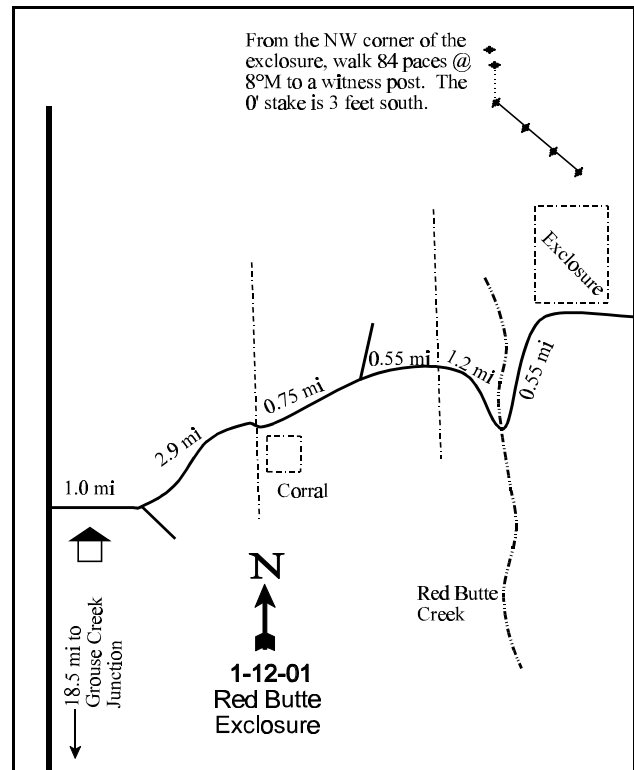 From the NW corner of the
exclosure, walk 84 paces @
8°M to a witness post.  The
0' stake is 3 feet south.
Exclosure
0.55 mi
1.2 mi
0.55 mi
0.75 mi
2.9 mi
1.0 mi
Corral
N
Red Butte
Creek
18.5 mi to
Grouse Creek
Junction
1-12-01
Red Butte
Exclosure